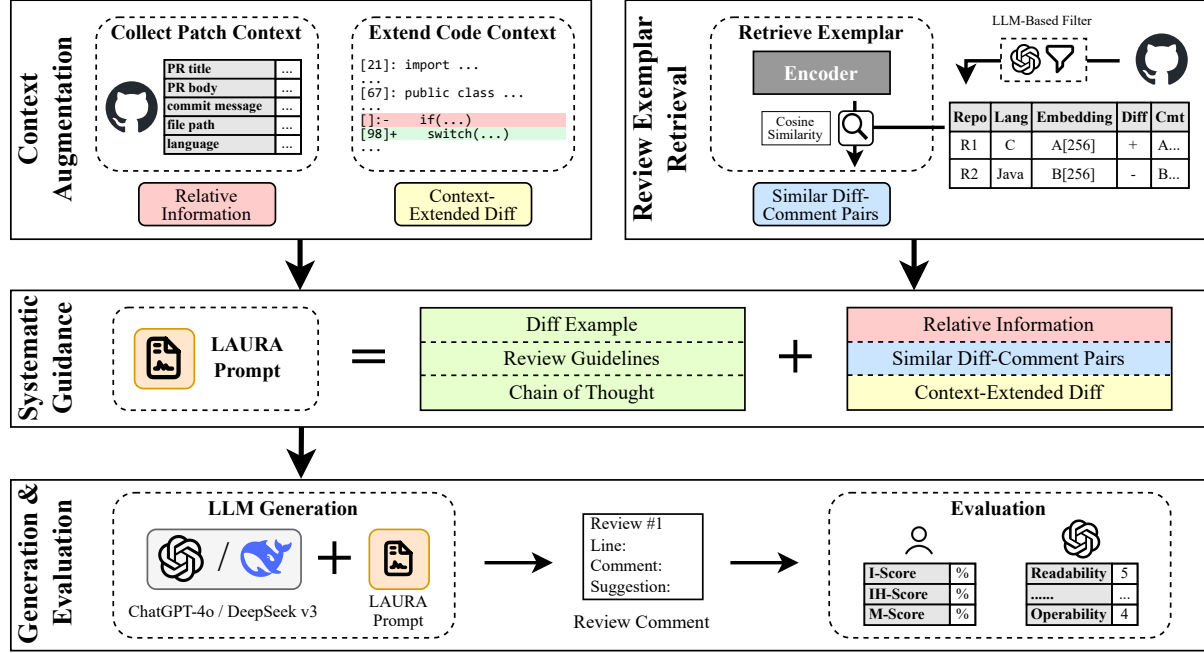 Context
Augmentation
Collect Patch Context
PR title ...
PR body ...
commit message ...
file path ...
language ...
Relative
Information
Extend Code Context
[21]: import ...
...
[67]: public class ...
...
[]:- if(...)
[98]+ switch(...)
...
Context-
Extended Diff
Review Exemplar
Retrieval
Retrieve Exemplar
Encoder
Cosine
Similarity
Similar Diff-
Comment Pairs
LLM-Based Filter
Repo Lang Embedding Diff Cmt
R1 C A[256] + A...
R2 Java B[256] - B...
Systematic
Guidance
LAURA
Prompt
=
Diff Example
Review Guidelines
Chain of Thought
+
Relative Information
Similar Diff-Comment Pairs
Context-Extended Diff
Generation &
Evaluation
LLM Generation
/
+
ChatGPT-4o / DeepSeek v3
LAURA
Prompt
Review #1
Line:
Comment:
Suggestion:
Review Comment
Evaluation
I-Score %
IH-Score %
M-Score %
Readability 5
...... ...
Operability 4